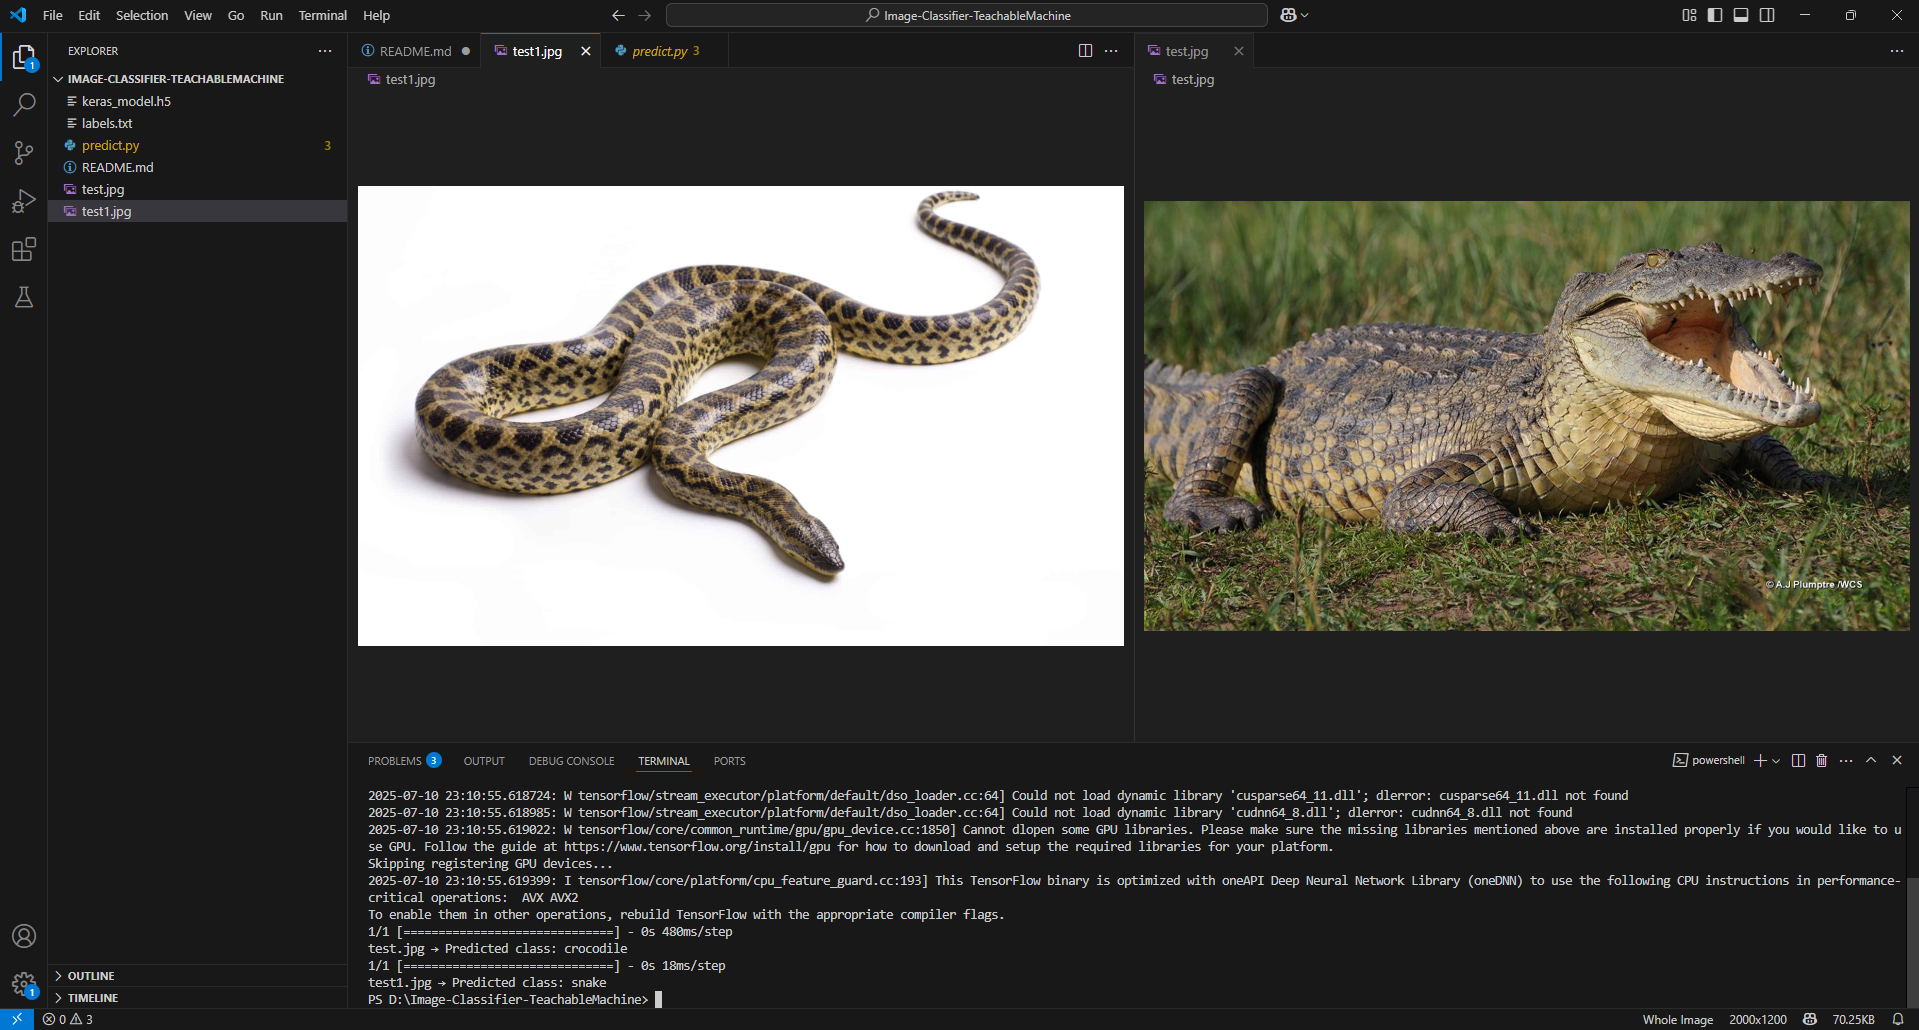 File Edit Selection View Go Run Terminal Help
Image-Classifier-TeachableMachine
EXPLORER
IMAGE-CLASSIFIER-TEACHABLEMACHINE
keras_model.h5
labels.txt
predict.py 3
README.md
test.jpg
test1.jpg
OUTLINE
TIMELINE
README.md
test1.jpg
predict.py 3
test1.jpg
test.jpg
test.jpg
© A.J Plumptre /WCS
PROBLEMS 3 OUTPUT DEBUG CONSOLE TERMINAL PORTS
powershell
2025-07-10 23:10:55.618724: W tensorflow/stream_executor/platform/default/dso_loader.cc:64] Could not load dynamic library 'cusparse64_11.dll'; dlerror: cusparse64_11.dll not found
2025-07-10 23:10:55.618985: W tensorflow/stream_executor/platform/default/dso_loader.cc:64] Could not load dynamic library 'cudnn64_8.dll'; dlerror: cudnn64_8.dll not found
2025-07-10 23:10:55.619022: W tensorflow/core/common_runtime/gpu/gpu_device.cc:1850] Cannot dlopen some GPU libraries. Please make sure the missing libraries mentioned above are installed properly if you would like to u
se GPU. Follow the guide at https://www.tensorflow.org/install/gpu for how to download and setup the required libraries for your platform.
Skipping registering GPU devices...
2025-07-10 23:10:55.619399: I tensorflow/core/platform/cpu_feature_guard.cc:193] This TensorFlow binary is optimized with oneAPI Deep Neural Network Library (oneDNN) to use the following CPU instructions in performance-
critical operations:  AVX AVX2
To enable them in other operations, rebuild TensorFlow with the appropriate compiler flags.
1/1 [==============================] - 0s 480ms/step
test.jpg → Predicted class: crocodile
1/1 [==============================] - 0s 18ms/step
test1.jpg → Predicted class: snake
PS D:\Image-Classifier-TeachableMachine>
0 3
Whole Image 2000x1200 70.25KB
1
1